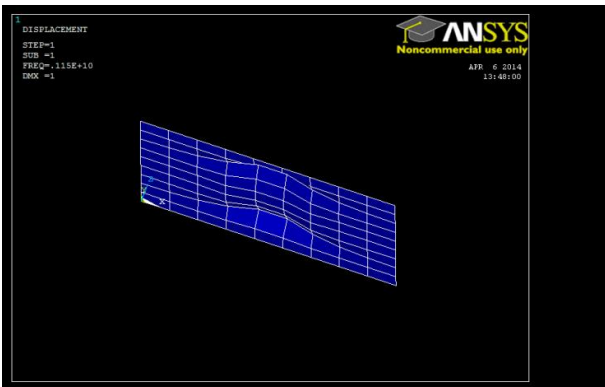 1
DISPLACEMENT
STEP=1
SUB =1
FREQ=.115E+10
DMX =1
ANSYS
Noncommercial use only
APR 6 2014
13:48:00
Z
Y
X